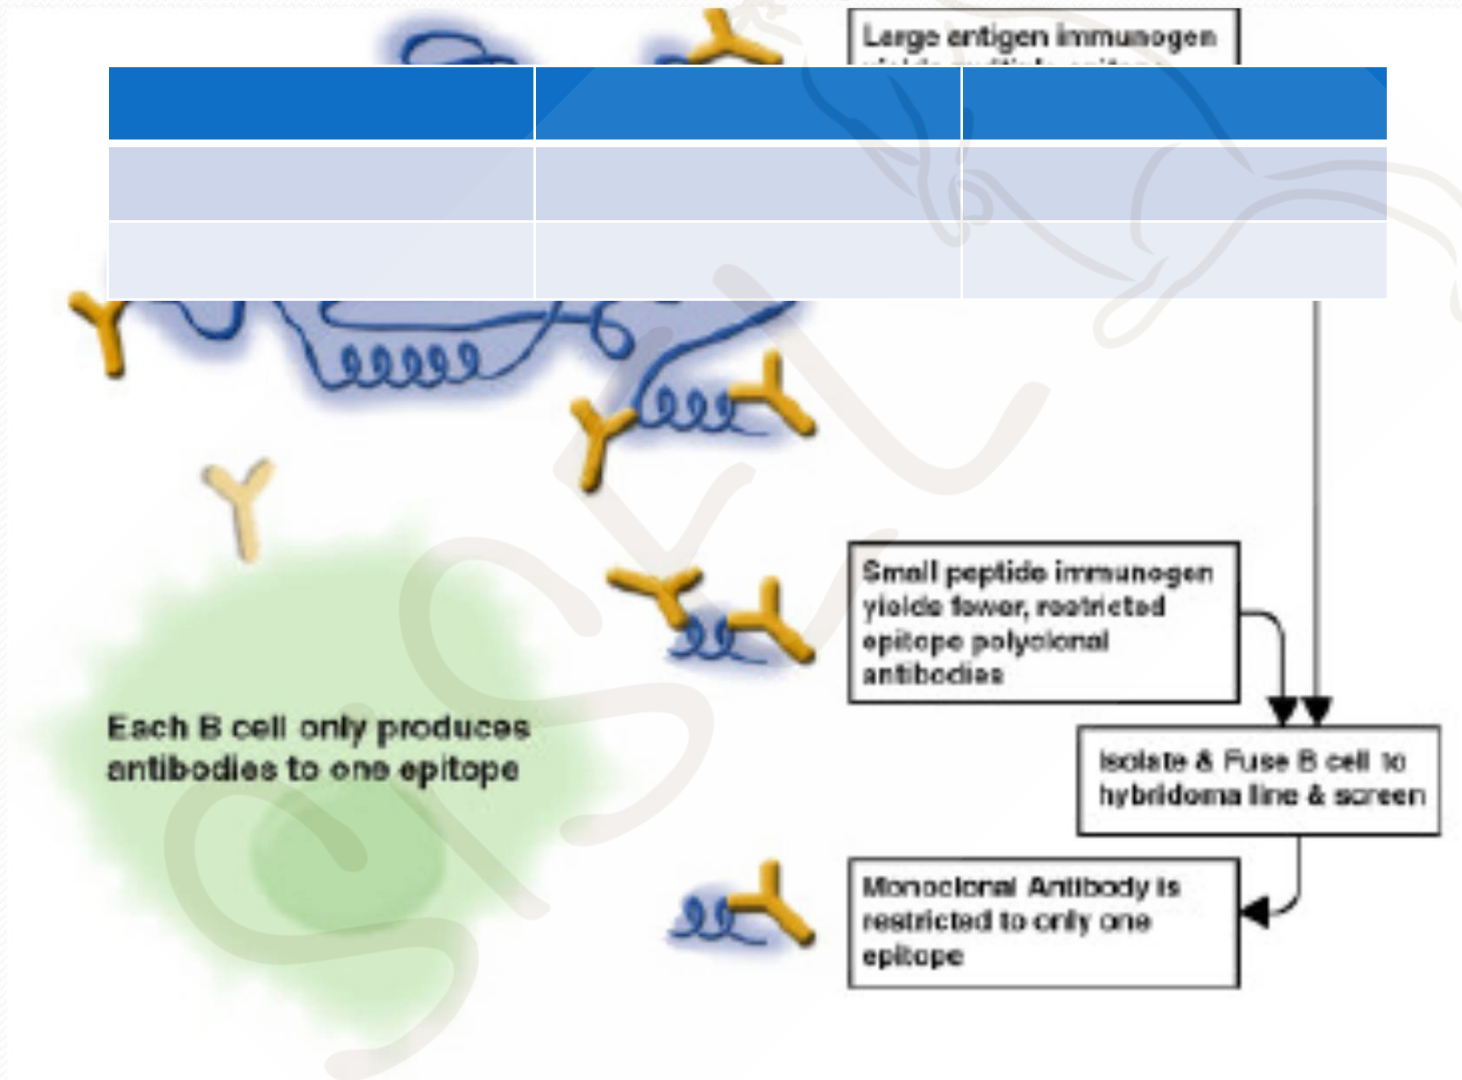 Large antigen immunogen
Small peptide immunogen
yields fewer, restricted
epitope polyclonal
antibodies
Each B cell only produces
antibodies to one epitope
Isolate & Fuse B cell to
hybridoma line & screen
Monoclonal Antibody is
restricted to only one
epitope